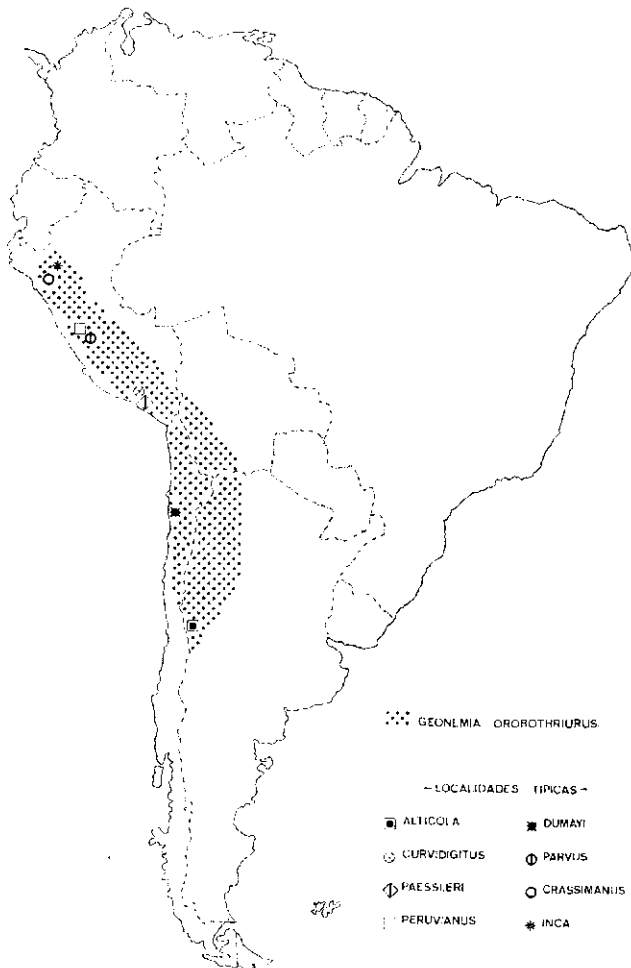 GEONEMIA OROBOTHRIURUS.
-LOCALIDADES TIPICAS-
ALTICOLA
DUMAYI
CURVIDIGITUS
PARVUS
PAESSLERI
CRASSIMANUS
PERUVIANUS
INCA